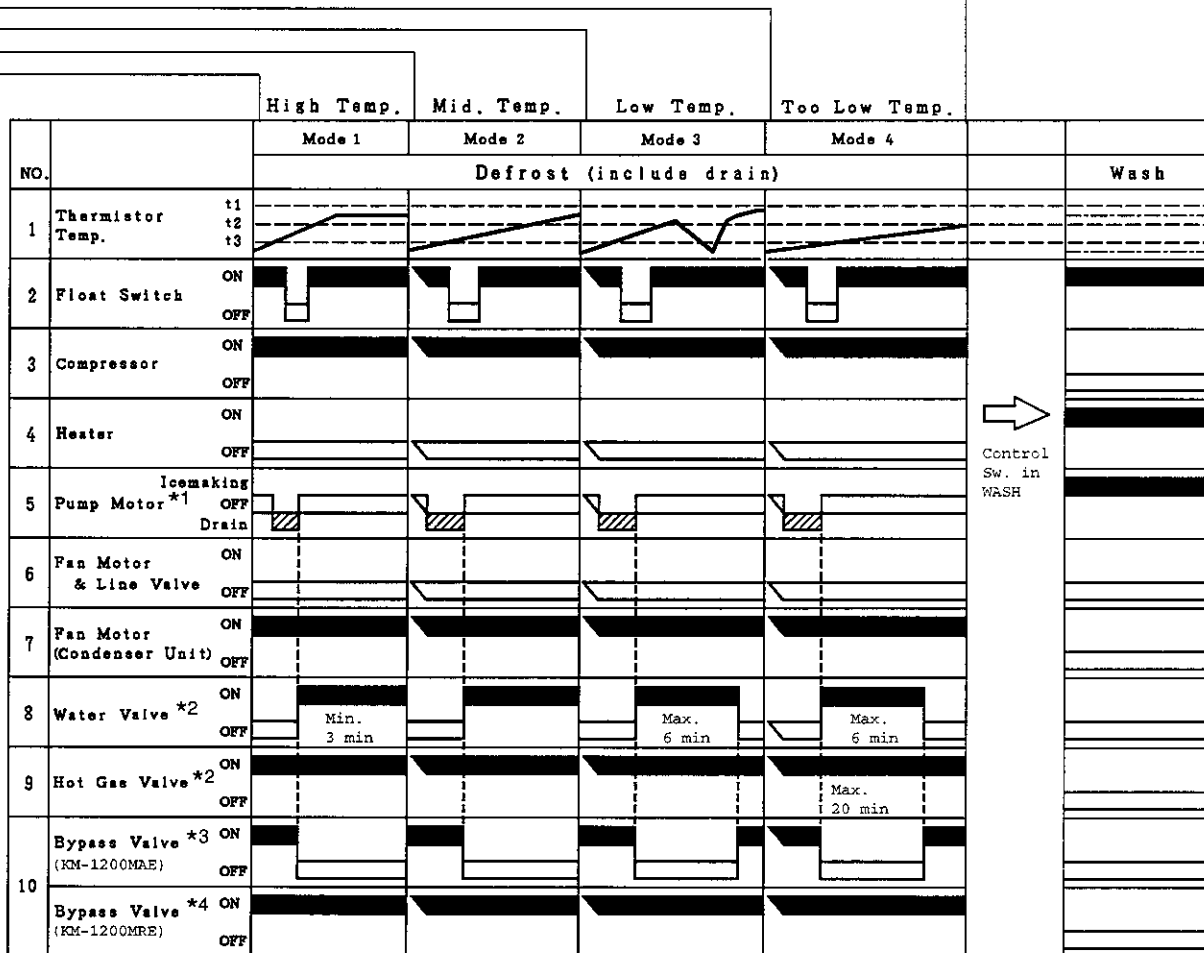 High Temp. Mid. Temp. Low Temp. Too Low Temp.
Mode 1 Mode 2 Mode 3 Mode 4
NO. Defrost (include drain) Wash
1 Thermistor Temp. t1 t2 t3
2 Float Switch ON OFF
3 Compressor ON OFF
4 Heater ON OFF
Control Sw. in WASH
5 Pump Motor *1 Icemaking OFF Drain
6 Fan Motor & Line Valve ON OFF
7 Fan Motor (Condenser Unit) ON OFF
8 Water Valve *2 ON OFF
Min. 3 min Max. 6 min Max. 6 min
9 Hot Gas Valve *2 ON OFF
Max. 20 min
10 Bypass Valve *3 (KM-1200MAE) ON OFF
Bypass Valve *4 (KM-1200MRE) ON OFF